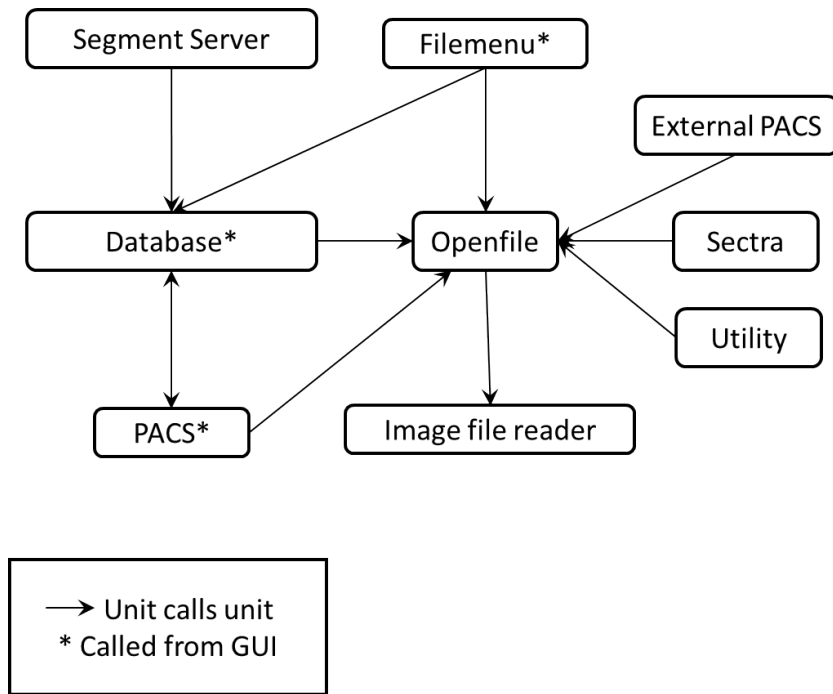 Segment Server
Filemenu*
External PACS
Database*
Openfile
Sectra
Utility
PACS*
Image file reader
Unit calls unit
* Called from GUI